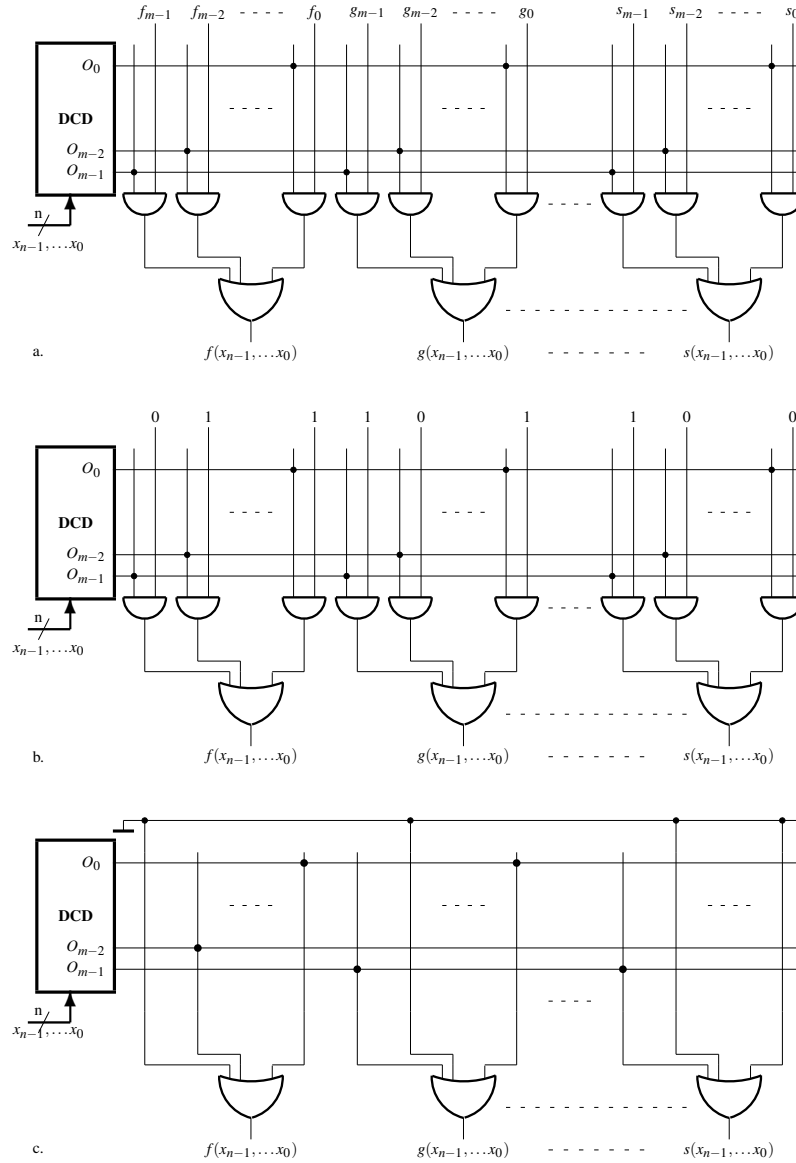 f_{m−1} f_{m−2} - - - - - f_0 g_{m−1} g_{m−2} - - - - - g_0 s_{m−1} s_{m−2} - - - - - s_0
O_0
DCD
O_{m−2}
O_{m−1}
n
x_{n−1},…x_0
a. f(x_{n−1},…x_0) g(x_{n−1},…x_0) s(x_{n−1},…x_0)
0 1 1 1 0 1 1 0 0
O_0
DCD
O_{m−2}
O_{m−1}
n
x_{n−1},…x_0
b. f(x_{n−1},…x_0) g(x_{n−1},…x_0) s(x_{n−1},…x_0)
O_0
DCD
O_{m−2}
O_{m−1}
n
x_{n−1},…x_0
c. f(x_{n−1},…x_0) g(x_{n−1},…x_0) s(x_{n−1},…x_0)